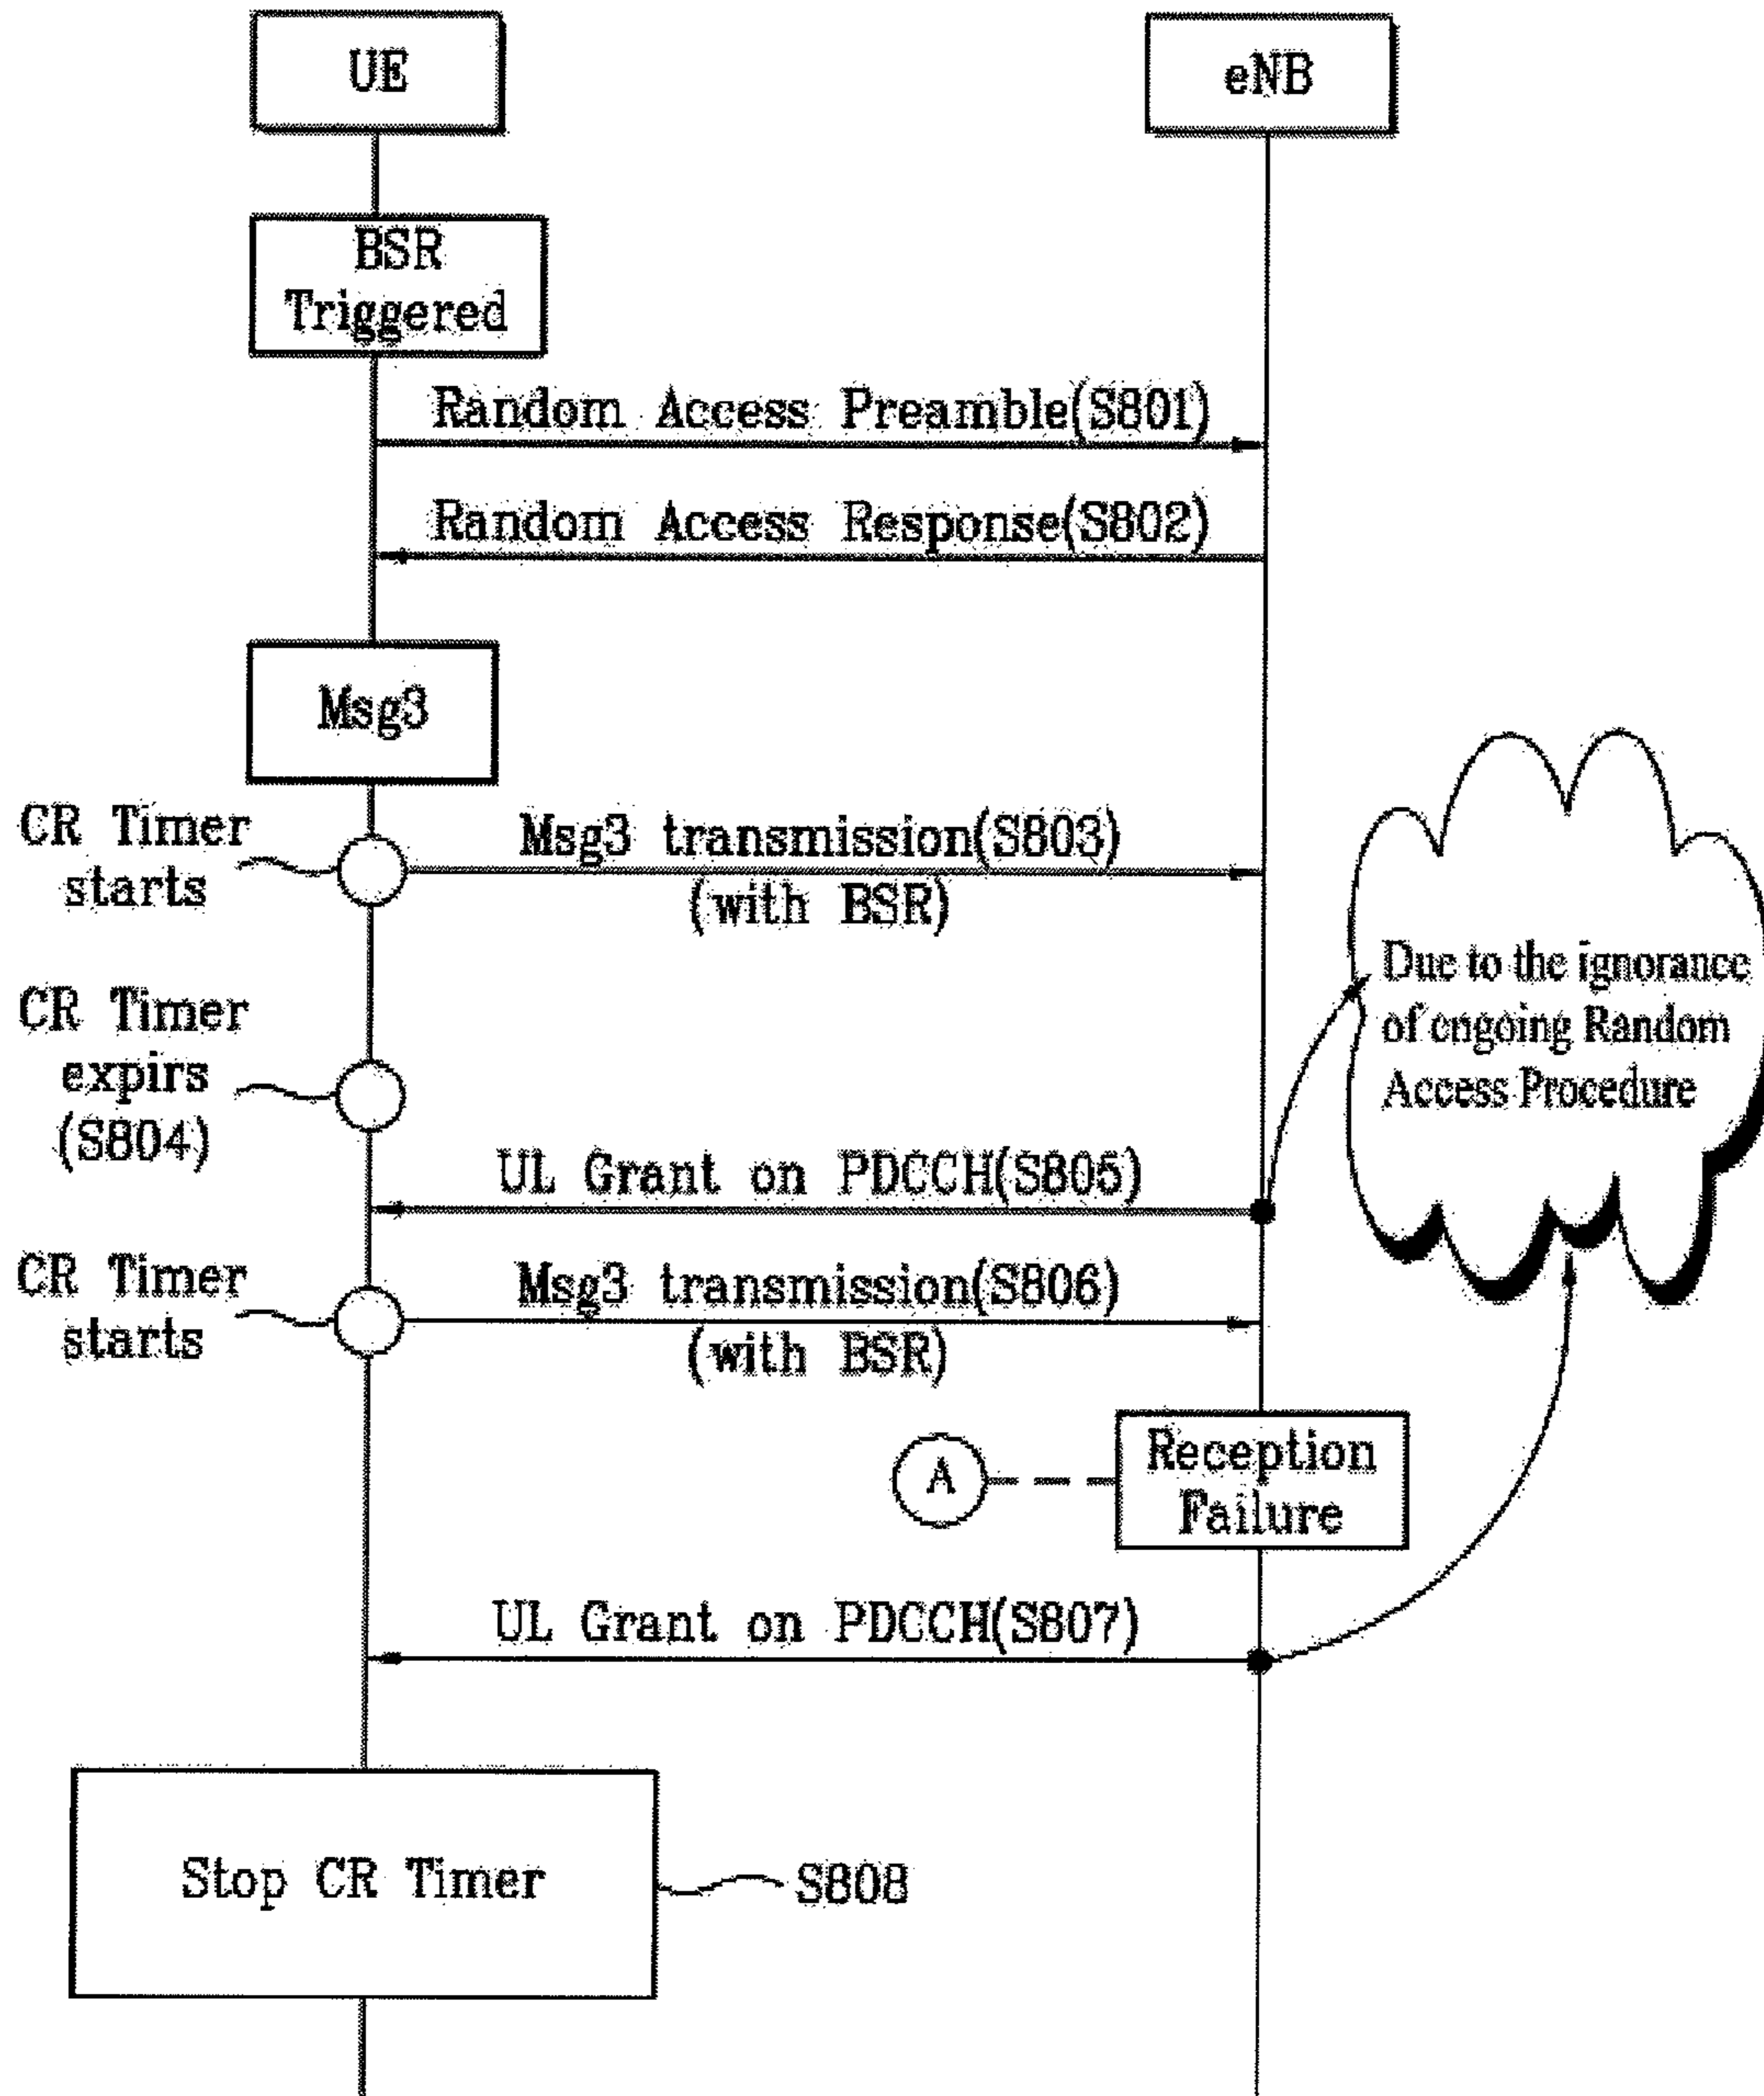 UE
eNB
BSR
Triggered
Random Access Preamble(S801)
Random Access Response(S802)
Msg3
CR Timer
starts
Msg3 transmission(S803)
(with BSR)
Due to the ignorance
of ongoing Random
Access Procedure
CR Timer
expirs
(S804)
UL Grant on PDCCH(S805)
CR Timer
starts
Msg3 transmission(S806)
(with BSR)
A
Reception
Failure
UL Grant on PDCCH(S807)
Stop CR Timer
S808